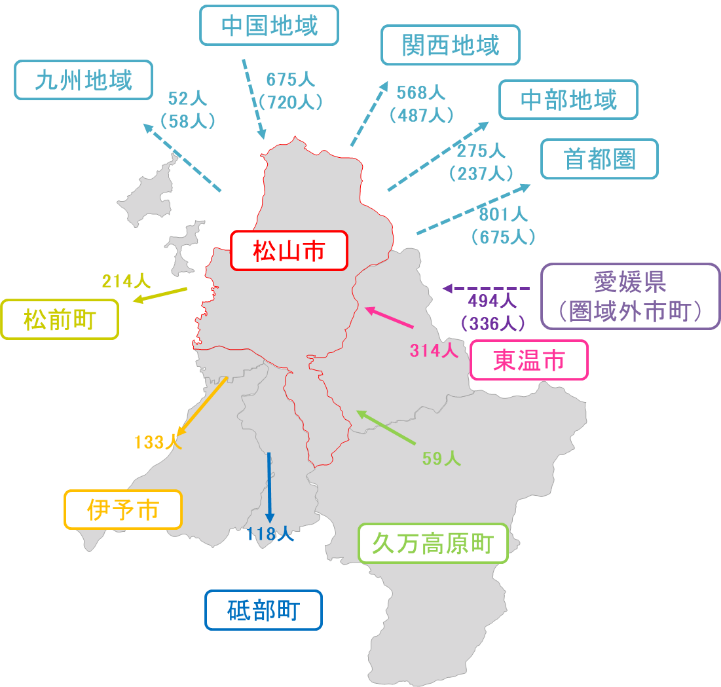 中国地域
関西地域
九州地域
675人
(720人)
52人
(58人)
568人
(487人)
中部地域
275人
(237人)
首都圏
801人
(675人)
松山市
214人
松前町
494人
(336人)
愛媛県
(圏域外市町)
314人
東温市
133人
59人
伊予市
118人
久万高原町
砥部町